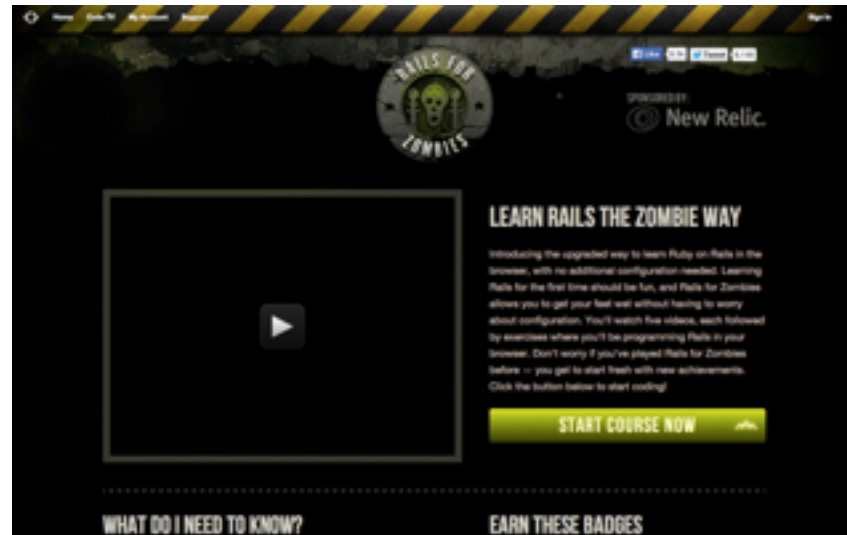 Home Code TV My Account Support Sign In
Like Tweet
RAILS FOR
ZOMBIES
SPONSORED BY:
New Relic.
LEARN RAILS THE ZOMBIE WAY
Introducing the upgraded way to learn Ruby on Rails in the
browser, with no additional configuration needed. Learning
Rails for the first time should be fun, and Rails for Zombies
allows you to get your feet wet without having to worry
about configuration. You'll watch five videos, each followed
by exercises where you'll be programming Rails in your
browser. Don't worry if you've played Rails for Zombies
before — you get to start fresh with new achievements.
Click the button below to start coding!
START COURSE NOW
WHAT DO I NEED TO KNOW?
EARN THESE BADGES